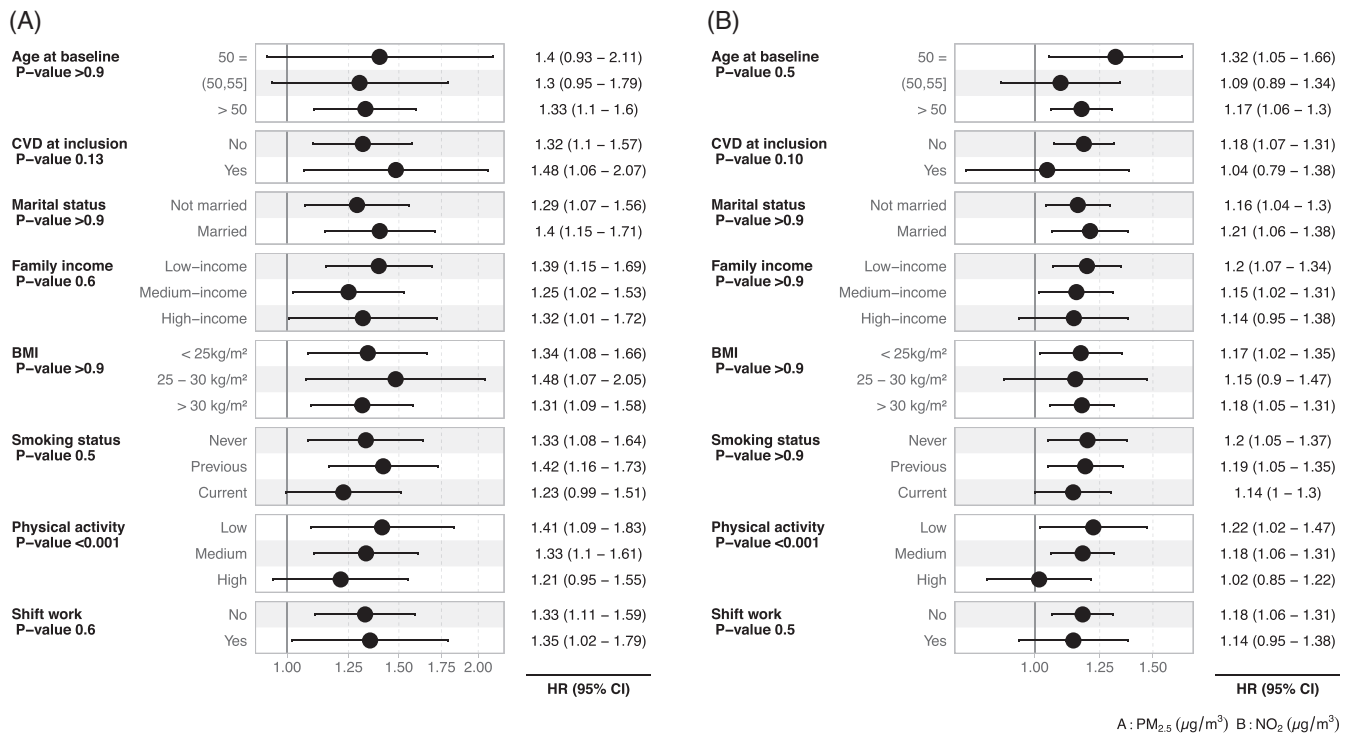 (A)
Age at baseline
P−value >0.9
50 =
1.4 (0.93 − 2.11)
(50,55]
1.3 (0.95 − 1.79)
> 50
1.33 (1.1 − 1.6)
CVD at inclusion
P−value 0.13
No
1.32 (1.1 − 1.57)
Yes
1.48 (1.06 − 2.07)
Marital status
P−value >0.9
Not married
1.29 (1.07 − 1.56)
Married
1.4 (1.15 − 1.71)
Family income
P−value 0.6
Low−income
1.39 (1.15 − 1.69)
Medium−income
1.25 (1.02 − 1.53)
High−income
1.32 (1.01 − 1.72)
BMI
P−value >0.9
< 25kg/m²
1.34 (1.08 − 1.66)
25 − 30 kg/m²
1.48 (1.07 − 2.05)
> 30 kg/m²
1.31 (1.09 − 1.58)
Smoking status
P−value 0.5
Never
1.33 (1.08 − 1.64)
Previous
1.42 (1.16 − 1.73)
Current
1.23 (0.99 − 1.51)
Physical activity
P−value <0.001
Low
1.41 (1.09 − 1.83)
Medium
1.33 (1.1 − 1.61)
High
1.21 (0.95 − 1.55)
Shift work
P−value 0.6
No
1.33 (1.11 − 1.59)
Yes
1.35 (1.02 − 1.79)
1.00 1.25 1.50 1.75 2.00
HR (95% CI)
(B)
Age at baseline
P−value 0.5
50 =
1.32 (1.05 − 1.66)
(50,55]
1.09 (0.89 − 1.34)
> 50
1.17 (1.06 − 1.3)
CVD at inclusion
P−value 0.10
No
1.18 (1.07 − 1.31)
Yes
1.04 (0.79 − 1.38)
Marital status
P−value >0.9
Not married
1.16 (1.04 − 1.3)
Married
1.21 (1.06 − 1.38)
Family income
P−value >0.9
Low−income
1.2 (1.07 − 1.34)
Medium−income
1.15 (1.02 − 1.31)
High−income
1.14 (0.95 − 1.38)
BMI
P−value >0.9
< 25kg/m²
1.17 (1.02 − 1.35)
25 − 30 kg/m²
1.15 (0.9 − 1.47)
> 30 kg/m²
1.18 (1.05 − 1.31)
Smoking status
P−value >0.9
Never
1.2 (1.05 − 1.37)
Previous
1.19 (1.05 − 1.35)
Current
1.14 (1 − 1.3)
Physical activity
P−value <0.001
Low
1.22 (1.02 − 1.47)
Medium
1.18 (1.06 − 1.31)
High
1.02 (0.85 − 1.22)
Shift work
P−value 0.5
No
1.18 (1.06 − 1.31)
Yes
1.14 (0.95 − 1.38)
1.00 1.25 1.50
HR (95% CI)
A : PM₂.₅ (µg/m³) B : NO₂ (µg/m³)